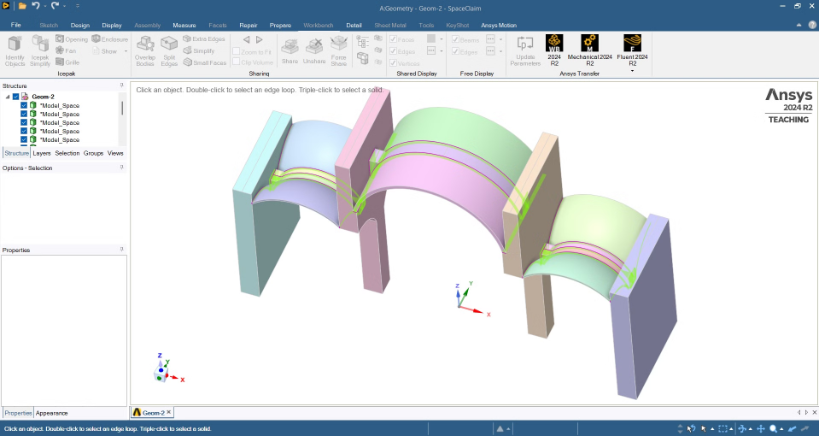 A:Geometry - Geom-2 - SpaceClaim
File Sketch Design Display Assembly Measure Facets Repair Prepare Workbench Detail Sheet Metal Tools KeyShot Ansys Motion
Identify Objects
Icepak Simplify
Opening
Fan
Grille
Enclosure
Show
Icepak
Overlap Bodies
Split Edges
Extra Edges
Simplify
Small Faces
Zoom to Fit
Clip Volume
Share
Unshare
Force Share
Sharing
Faces
Edges
Vertices
Shared Display
Edges
Free Display
Update Parameters
WB
2024 R2
M
Mechanical 2024 R2
F
Fluent 2024 R2
Ansys Transfer
Structure
Geom-2
*Model_Space
*Model_Space
*Model_Space
*Model_Space
Structure Layers Selection Groups Views
Options - Selection
Properties
Properties Appearance
Click an object. Double-click to select an edge loop. Triple-click to select a solid.
Ansys
2024 R2
TEACHING
Z
Y
X
Z
Y
X
Geom-2
Click an object. Double-click to select an edge loop. Triple-click to select a solid.